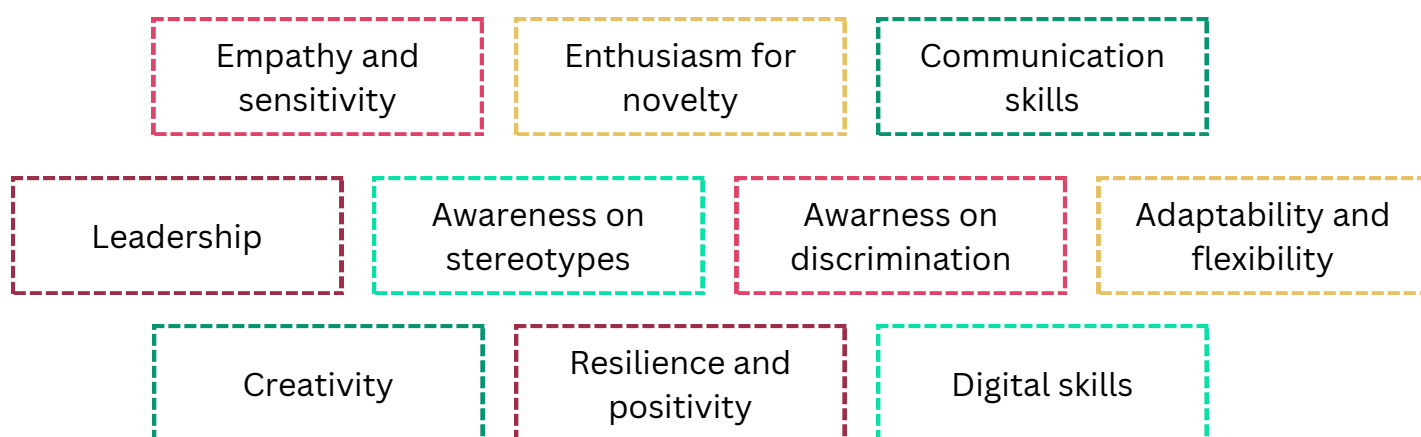 Empathy and
sensitivity
Enthusiasm for
novelty
Communication
skills
Leadership
Awareness on
stereotypes
Awarness on
discrimination
Adaptability and
flexibility
Creativity
Resilience and
positivity
Digital skills